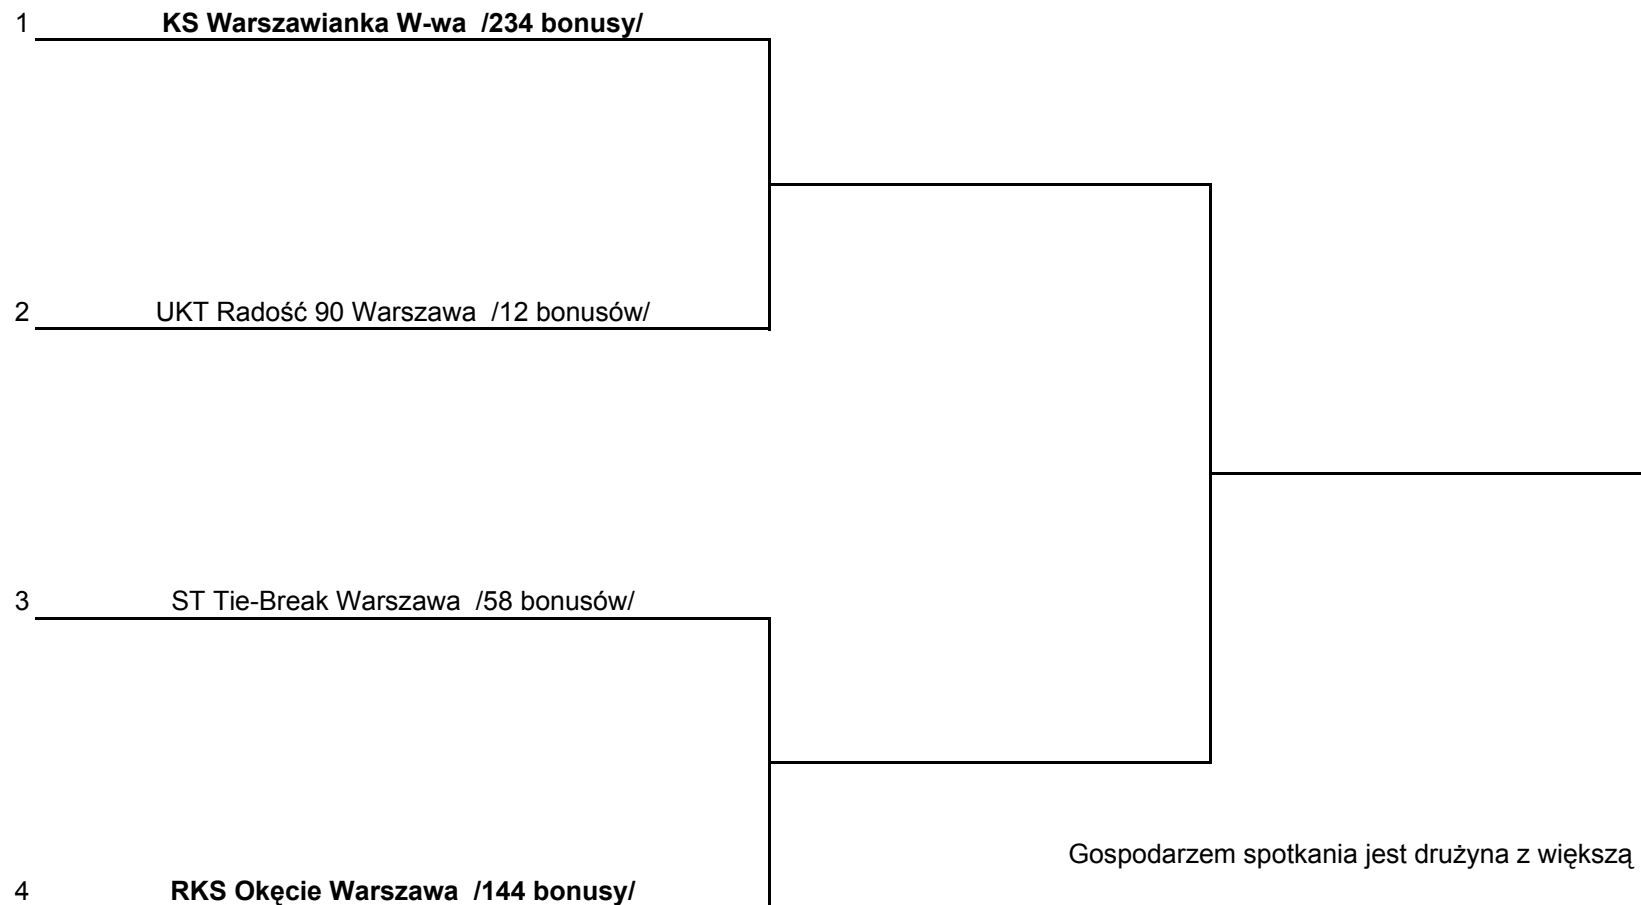 1 KS Warszawianka W-wa /234 bonusy/
2 UKT Radość 90 Warszawa /12 bonusów/
3 ST Tie-Break Warszawa /58 bonusów/
Gospodarzem spotkania jest drużyna z większą
4 RKS Okęcie Warszawa /144 bonusy/